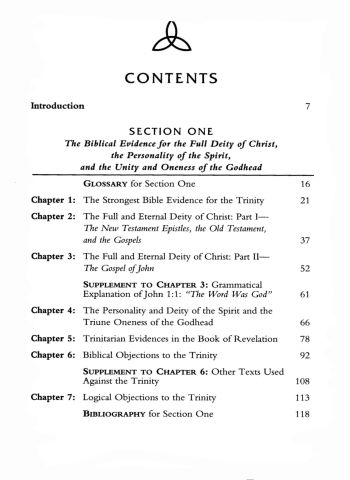 CONTENTS
Introduction 7
SECTION ONE
The Biblical Evidence for the Full Deity of Christ,
the Personality of the Spirit,
and the Unity and Oneness of the Godhead
GLOSSARY for Section One 16
Chapter 1: The Strongest Bible Evidence for the Trinity 21
Chapter 2: The Full and Eternal Deity of Christ: Part I—
The New Testament Epistles, the Old Testament,
and the Gospels 37
Chapter 3: The Full and Eternal Deity of Christ: Part II—
The Gospel of John 52
SUPPLEMENT TO CHAPTER 3: Grammatical
Explanation of John 1:1: "The Word Was God" 61
Chapter 4: The Personality and Deity of the Spirit and the
Triune Oneness of the Godhead 66
Chapter 5: Trinitarian Evidences in the Book of Revelation 78
Chapter 6: Biblical Objections to the Trinity 92
SUPPLEMENT TO CHAPTER 6: Other Texts Used
Against the Trinity 108
Chapter 7: Logical Objections to the Trinity 113
BIBLIOGRAPHY for Section One 118